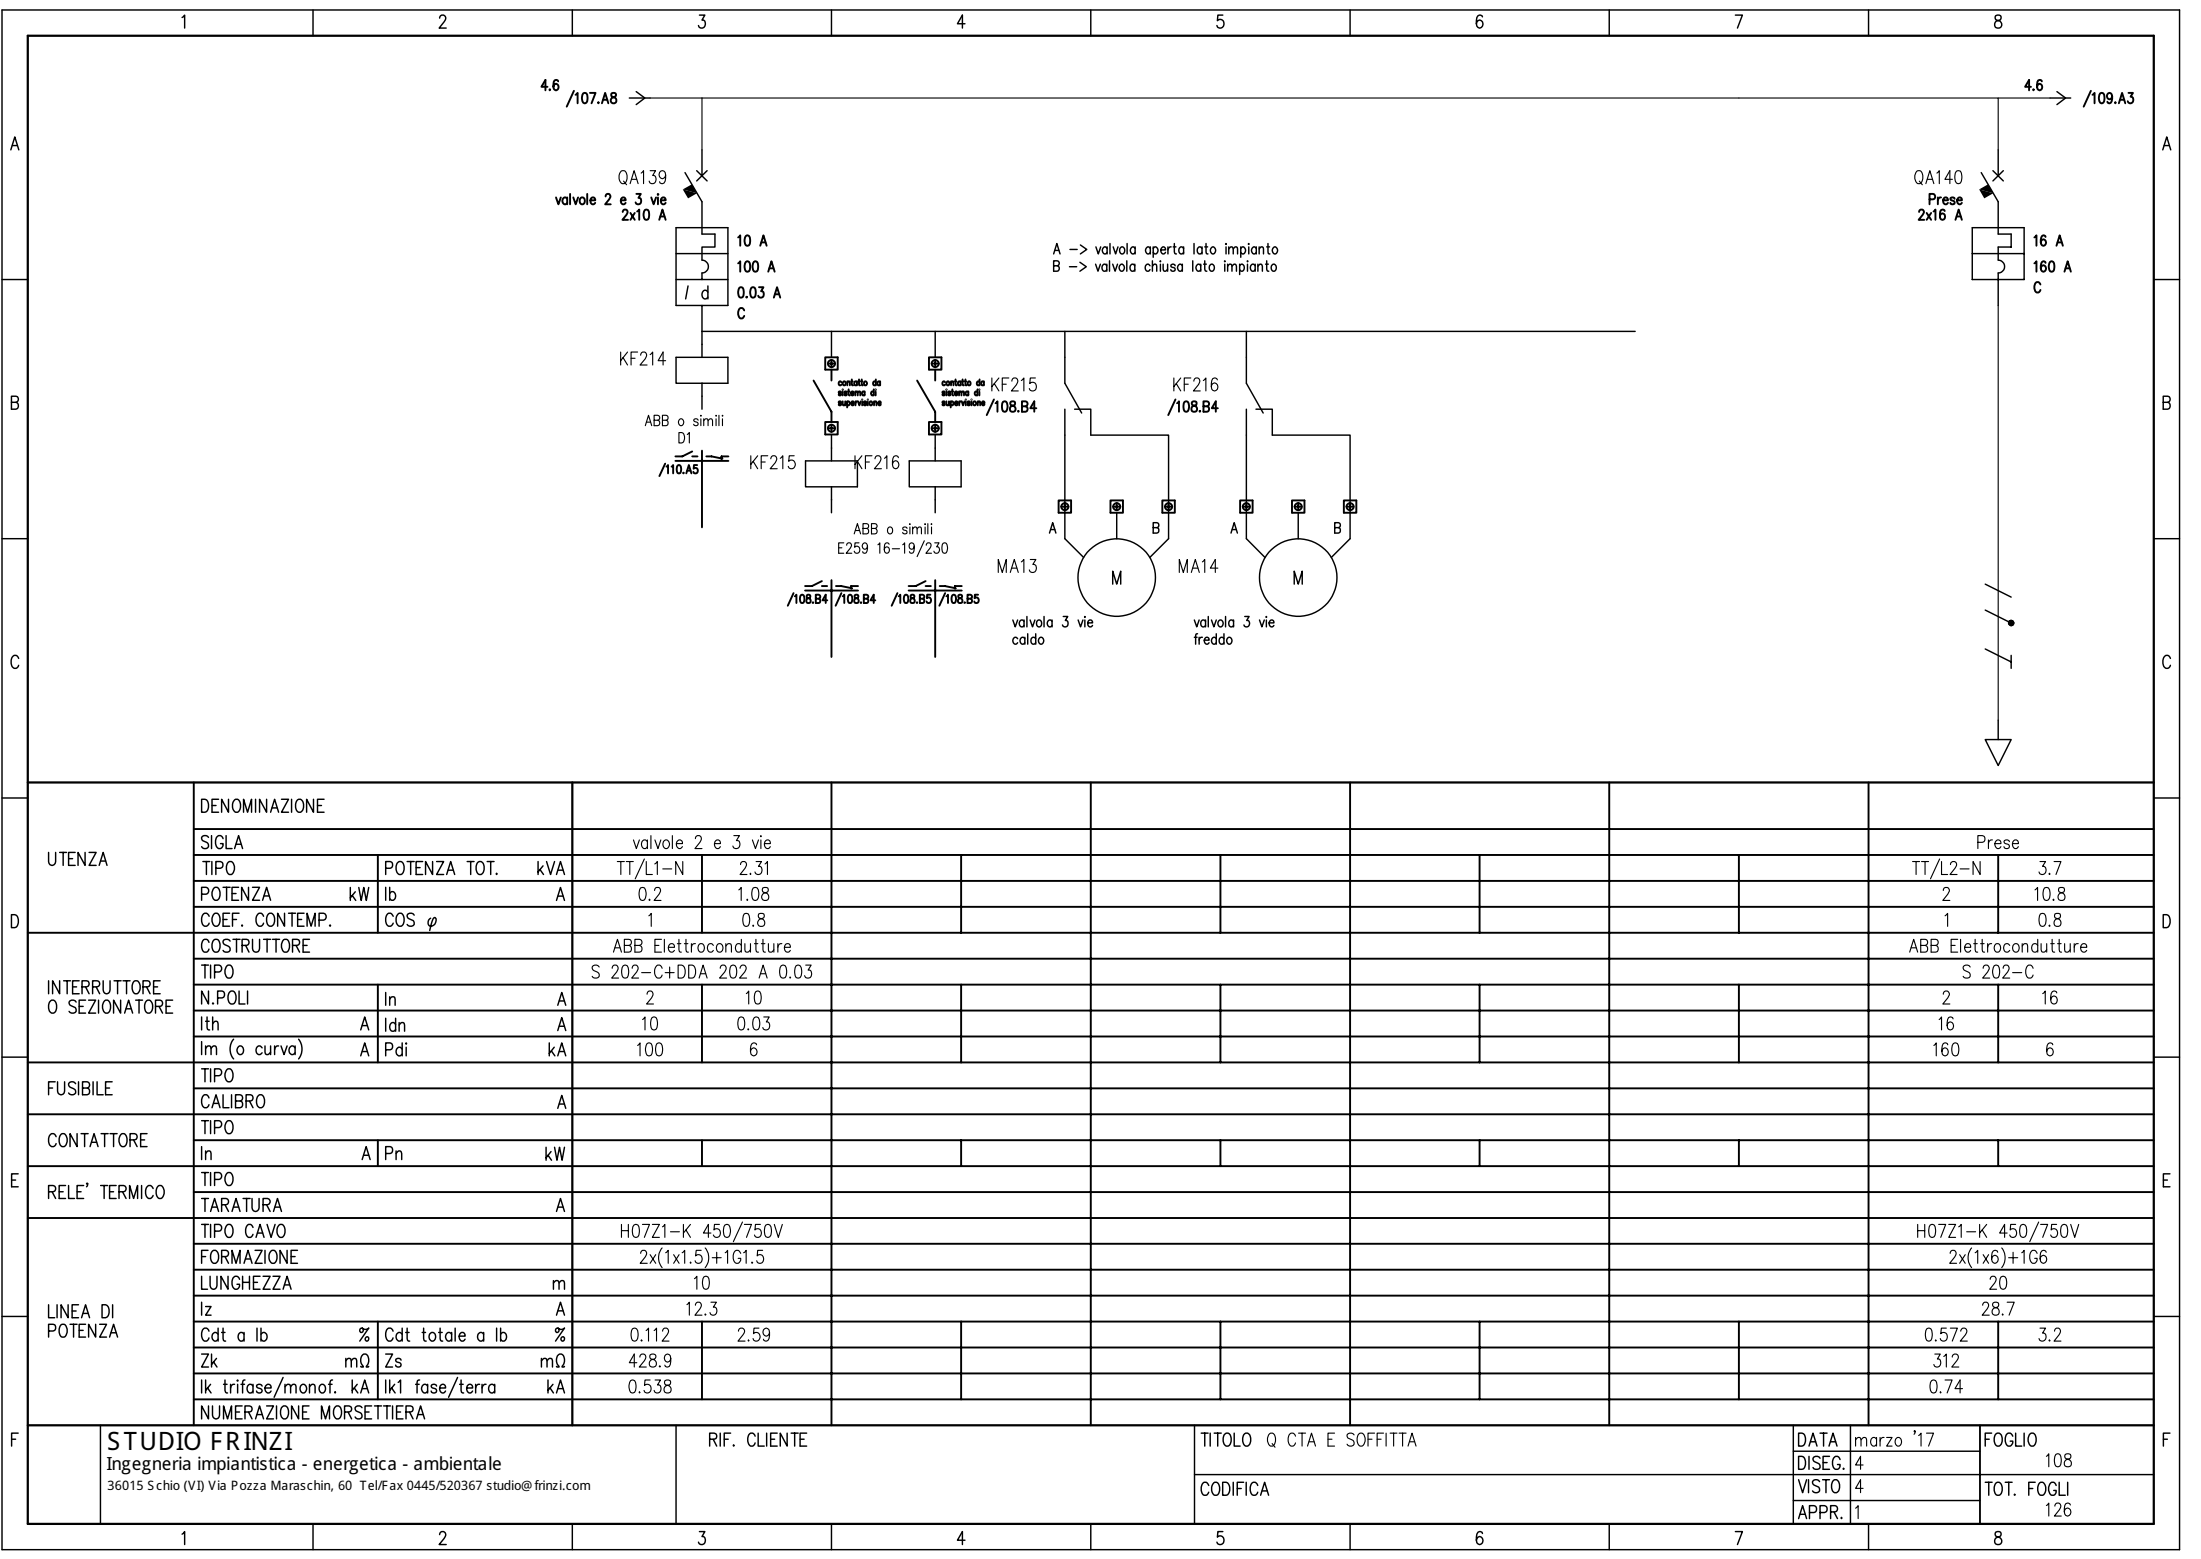 1 2 3 4 5 6 7 8
4.6 /107.A8
4.6 /109.A3
A A
QA139
valvole 2 e 3 vie
2x10 A
10 A
100 A
I d 0.03 A
C
A -> valvola aperta lato impianto
B -> valvola chiusa lato impianto
QA140
Prese
2x16 A
16 A
160 A
C
KF214
ABB o simili
D1
/110.A5
B B
contatto da
sistema di
supervisione
contatto da
sistema di
supervisione
KF215
/108.B4
KF216
/108.B4
KF215 KF216
ABB o simili
E259 16-19/230
/108.B4 /108.B4 /108.B5 /108.B5
A B A B
MA13 M MA14 M
valvola 3 vie
caldo
valvola 3 vie
freddo
C C
UTENZA
DENOMINAZIONE
SIGLA valvole 2 e 3 vie Prese
TIPO POTENZA TOT. kVA TT/L1-N 2.31 TT/L2-N 3.7
POTENZA kW Ib A 0.2 1.08 2 10.8
D COEF. CONTEMP. COS φ 1 0.8 1 0.8 D
INTERRUTTORE
O SEZIONATORE
COSTRUTTORE ABB Elettrocondutture ABB Elettrocondutture
TIPO S 202-C+DDA 202 A 0.03 S 202-C
N.POLI In A 2 10 2 16
Ith A Idn A 10 0.03 16
Im (o curva) A Pdi kA 100 6 160 6
FUSIBILE
TIPO
CALIBRO A
CONTATTORE
TIPO
In A Pn kW
E E
RELE' TERMICO
TIPO
TARATURA A
LINEA DI
POTENZA
TIPO CAVO H07Z1-K 450/750V H07Z1-K 450/750V
FORMAZIONE 2x(1x1.5)+1G1.5 2x(1x6)+1G6
LUNGHEZZA m 10 20
Iz A 12.3 28.7
Cdt a Ib % Cdt totale a Ib % 0.112 2.59 0.572 3.2
Zk mΩ Zs mΩ 428.9 312
Ik trifase/monof. kA Ik1 fase/terra kA 0.538 0.74
NUMERAZIONE MORSETTIERA
F F
STUDIO FRINZI
Ingegneria impiantistica - energetica - ambientale
36015 Schio (VI) Via Pozza Maraschin, 60 Tel/Fax 0445/520367 studio@frinzi.com
RIF. CLIENTE
TITOLO Q CTA E SOFFITTA
CODIFICA
DATA marzo '17
DISEG. 4
VISTO 4
APPR. 1
FOGLIO
108
TOT. FOGLI
126
1 2 3 4 5 6 7 8